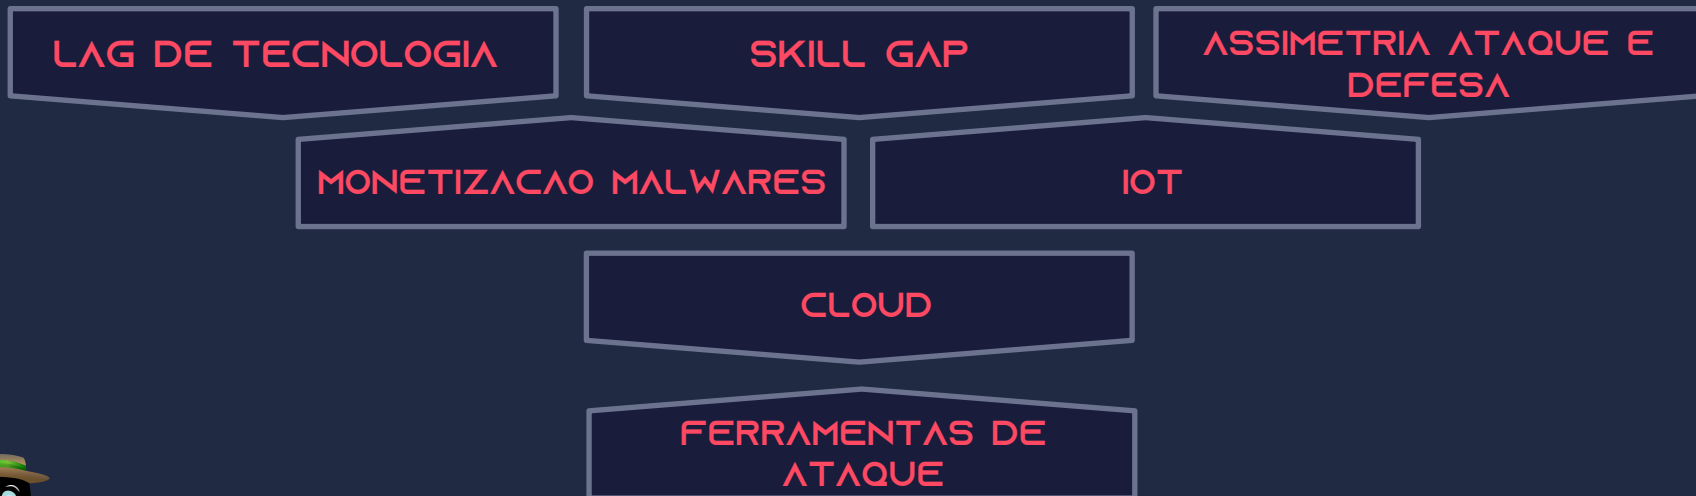 LAG DE TECNOLOGIA
SKILL GAP
ASSIMETRIA ATAQUE E
DEFESA
MONETIZACAO MALWARES
IOT
CLOUD
FERRAMENTAS DE
ATAQUE